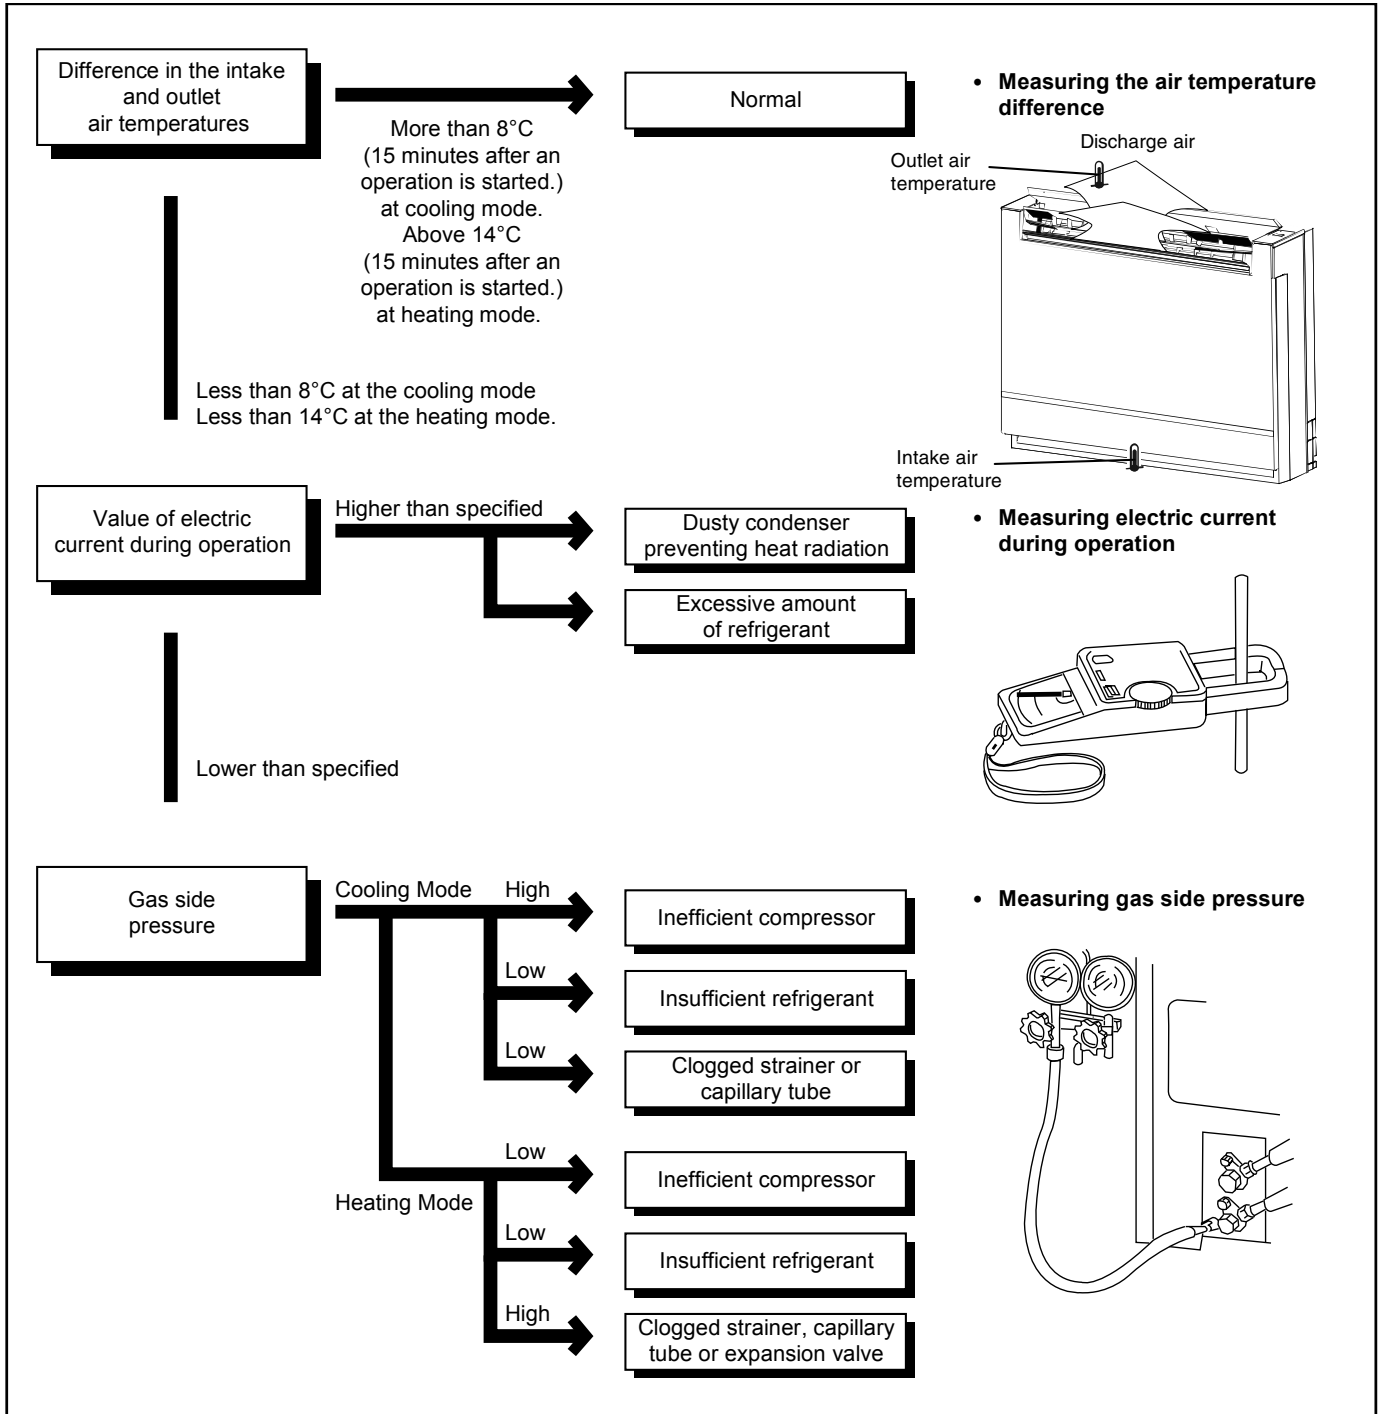 Difference in the intake
and outlet
air temperatures
More than 8°C
(15 minutes after an
operation is started.)
at cooling mode.
Above 14°C
(15 minutes after an
operation is started.)
at heating mode.
Normal
• Measuring the air temperature
difference
Discharge air
Outlet air
temperature
Intake air
temperature
Less than 8°C at the cooling mode
Less than 14°C at the heating mode.
Value of electric
current during operation
Higher than specified
Dusty condenser
preventing heat radiation
Excessive amount
of refrigerant
• Measuring electric current
during operation
Lower than specified
Gas side
pressure
Cooling Mode
High
Inefficient compressor
Low
Insufficient refrigerant
Low
Clogged strainer or
capillary tube
Heating Mode
Low
Inefficient compressor
Low
Insufficient refrigerant
High
Clogged strainer, capillary
tube or expansion valve
• Measuring gas side pressure